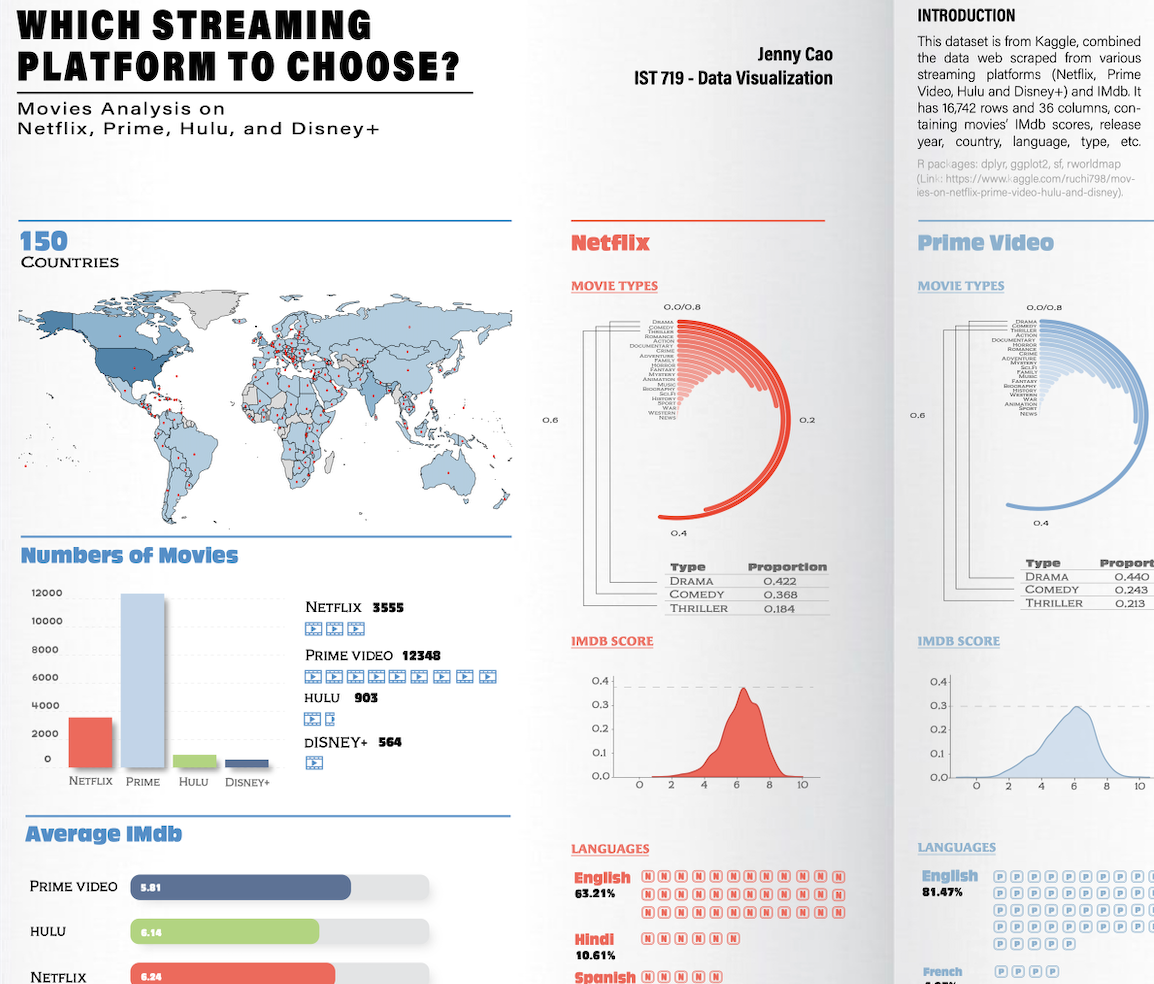 WHICH STREAMING
PLATFORM TO CHOOSE?
Movies Analysis on
Netflix, Prime, Hulu, and Disney+
Jenny Cao
IST 719 - Data Visualization
INTRODUCTION
This dataset is from Kaggle, combined
the data web scraped from various
streaming platforms (Netflix, Prime
Video, Hulu and Disney+) and IMdb. It
has 16,742 rows and 36 columns, con-
taining movies' IMdb scores, release
year, country, language, type, etc.
R packages: dplyr, ggplot2, sf, rworldmap
(Link: https://www.kaggle.com/ruchi798/mov-
ies-on-netflix-prime-video-hulu-and-disney).
150
COUNTRIES
Numbers of Movies
12000
10000
8000
6000
4000
2000
0
NETFLIX PRIME HULU DISNEY+
NETFLIX 3555
PRIME VIDEO 12348
HULU 903
DISNEY+ 564
Average IMdb
PRIME VIDEO 5.81
HULU 6.14
NETFLIX 6.24
Netflix
MOVIE TYPES
0.0/0.8
DRAMA
COMEDY
THRILLER
ROMANCE
ACTION
DOCUMENTARY
CRIME
ADVENTURE
FAMILY
HORROR
FANTASY
MYSTERY
ANIMATION
MUSIC
BIOGRAPHY
SCI.FI
HISTORY
SPORT
WAR
WESTERN
NEWS
0.6
0.2
0.4
Type Proportion
DRAMA 0.422
COMEDY 0.368
THRILLER 0.184
IMDB SCORE
0.4
0.3
0.2
0.1
0.0
0 2 4 6 8 10
LANGUAGES
English N N N N N N N N N N N N
63.21% N N N N N N N N N N N N
N N N N N N N N N N N N
Hindi N N N N N N
10.61%
Spanish N N N N N
Prime Video
MOVIE TYPES
0.0/0.8
DRAMA
COMEDY
THRILLER
ACTION
DOCUMENTARY
HORROR
ROMANCE
CRIME
ADVENTURE
MYSTERY
SCI.FI
FAMILY
MUSIC
FANTASY
BIOGRAPHY
HISTORY
WESTERN
WAR
ANIMATION
SPORT
NEWS
0.6
0.4
Type Proport
DRAMA 0.440
COMEDY 0.243
THRILLER 0.213
IMDB SCORE
0.4
0.3
0.2
0.1
0.0
0 2 4 6 8 10
LANGUAGES
English P P P P P P P P P
81.47% P P P P P P P P P
P P P P P P P P P
P P P P P P P P P
P P P P P
French P P P P